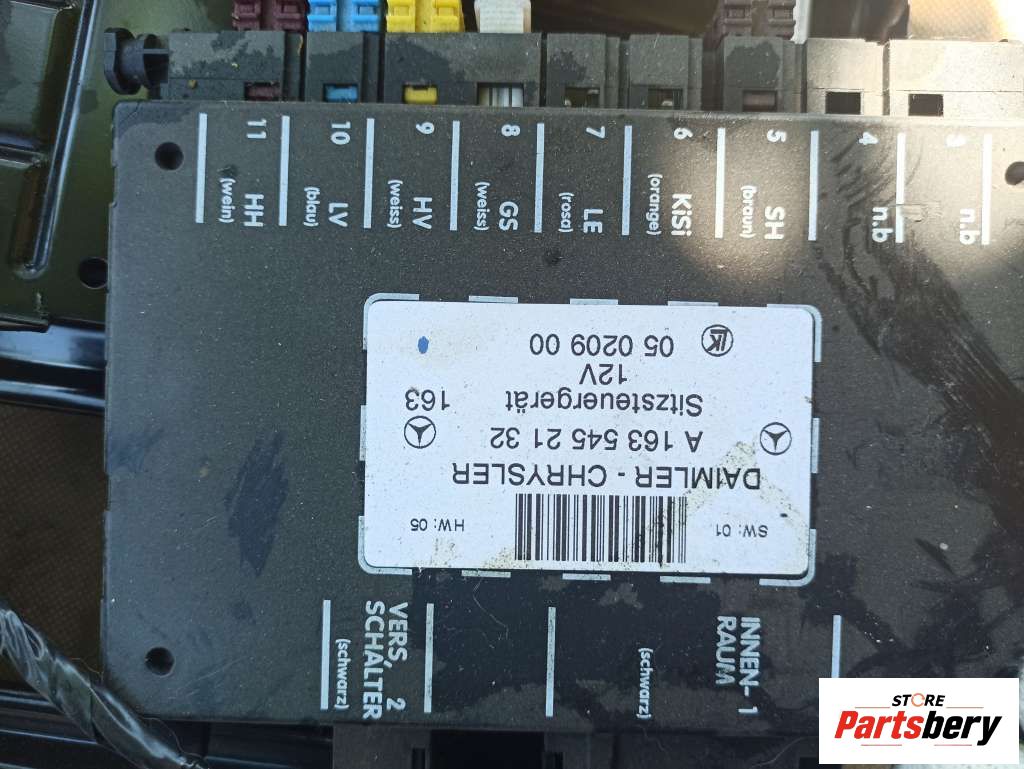 11
HH
(wein)
10
LV
(blau)
9
HV
(weiss)
8
GS
(weiss)
7
LE
(rosa)
6
KiSi
(orange)
5
SH
(braun)
4
n.b
3
n.b
SW: 01
HW: 05
DAIMLER - CHRYSLER
A 163 545 21 32
Sitzsteuergerät 163
12V
LK 05 0209 00
VERS, 2
SCHALTER
(schwarz)
INNEN- 1
RAUM
(schwarz)
STORE
Partsbery